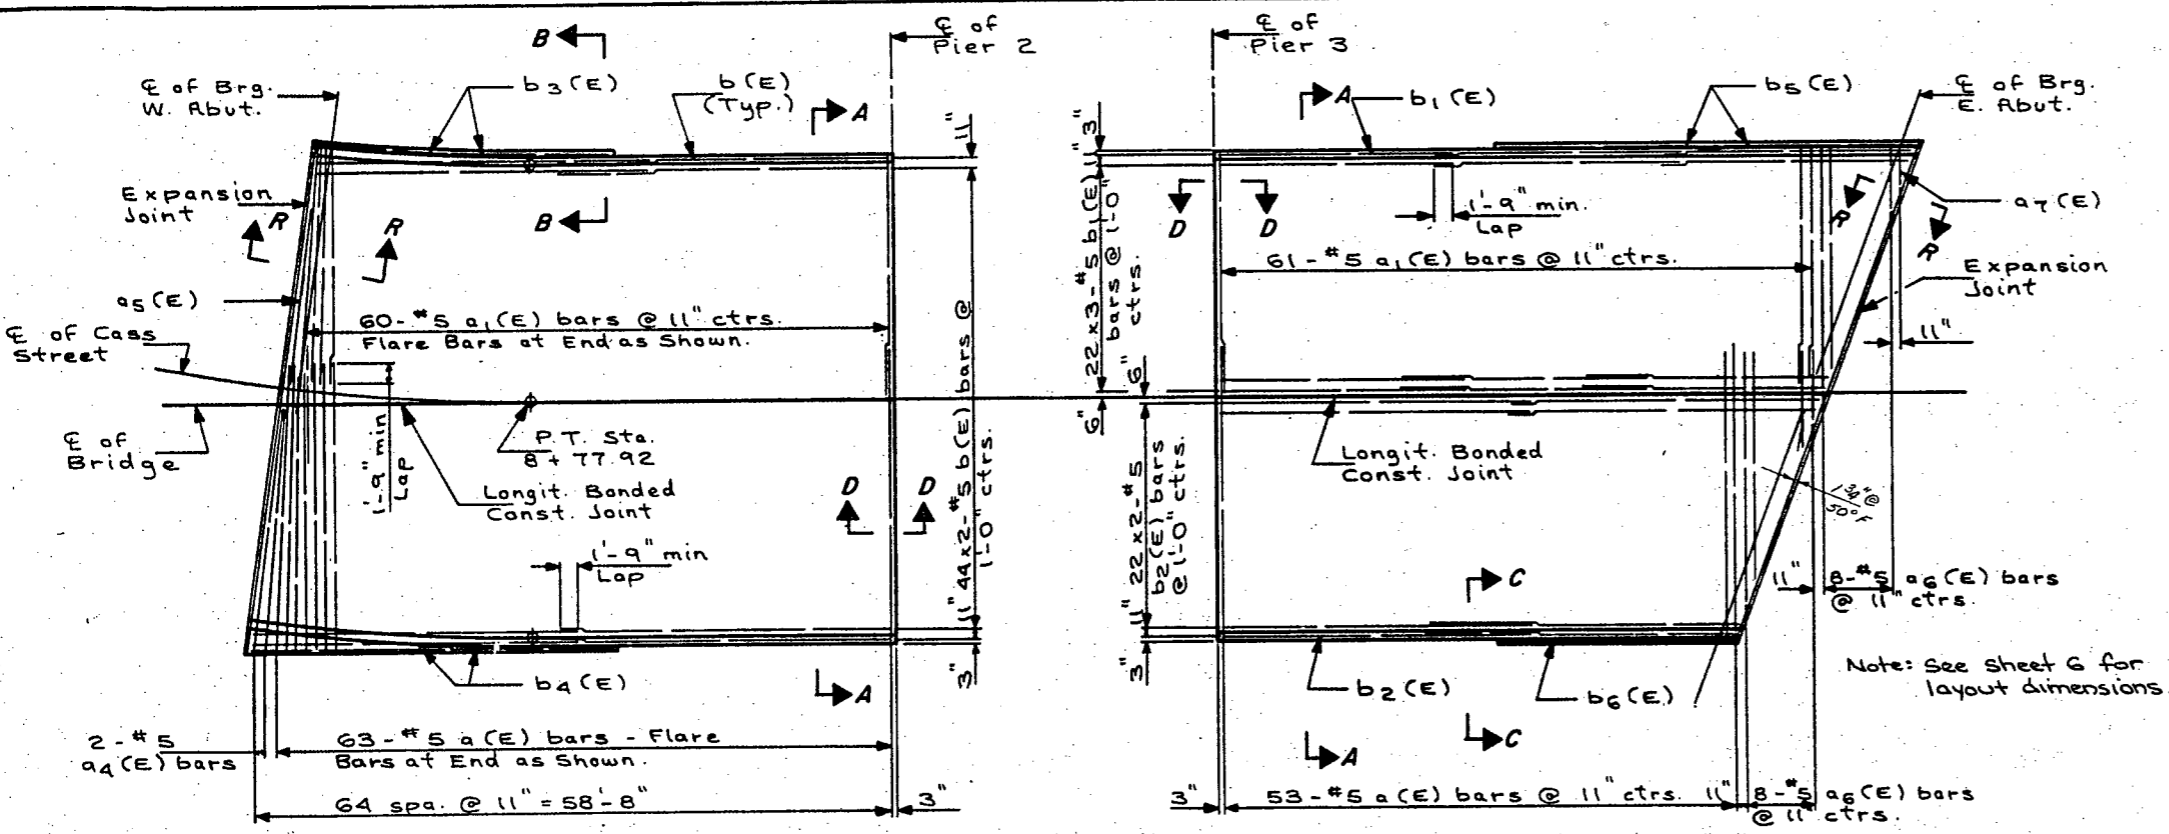 B
℄ of
Pier 2
℄ of
Pier 3
℄ of Brg.
W. Abut.
b3(E)
b(E)
(Typ.)
A
11"
3"
A
b1(E)
b5(E)
℄ of Brg.
E. Abut.
Expansion
Joint
R
R
B
D
D
1'-9" min.
Lap
R
R
a7(E)
61-#5 a1(E) bars @ 11" ctrs.
Expansion
Joint
11"
a5(E)
℄ of Cass
Street
60-#5 a1(E) bars @ 11" ctrs.
Flare Bars at End as Shown.
11" 44x2-#5 b(E) bars @
1'-0" ctrs.
3"
22x3-#5 b1(E) 11"
bars @ 1'-0"
ctrs.
6"
6"
℄ of
Bridge
1'-9" min
Lap
P.T. Sta.
8+77.92
Longit. Bonded
Const. Joint
D
D
11" 22x2-#5
b2(E) bars
@ 1'-0" ctrs.
3"
Longit. Bonded
Const. Joint
1 3/4" @
50°F
1'-9" min
Lap
C
11"
8-#5 a6(E) bars
@ 11" ctrs.
b4(E)
A
b2(E)
b6(E)
Note: See Sheet 6 for
layout dimensions
2-#5
a4(E) bars
63-#5 a(E) bars - Flare
Bars at End as Shown.
A
C
64 spa. @ 11" = 58'-8"
3"
3"
53-#5 a(E) bars @ 11" ctrs.
11"
8-#5 a6(E) bars
@ 11" ctrs.